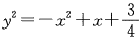 y² = −x² + x + 3/4